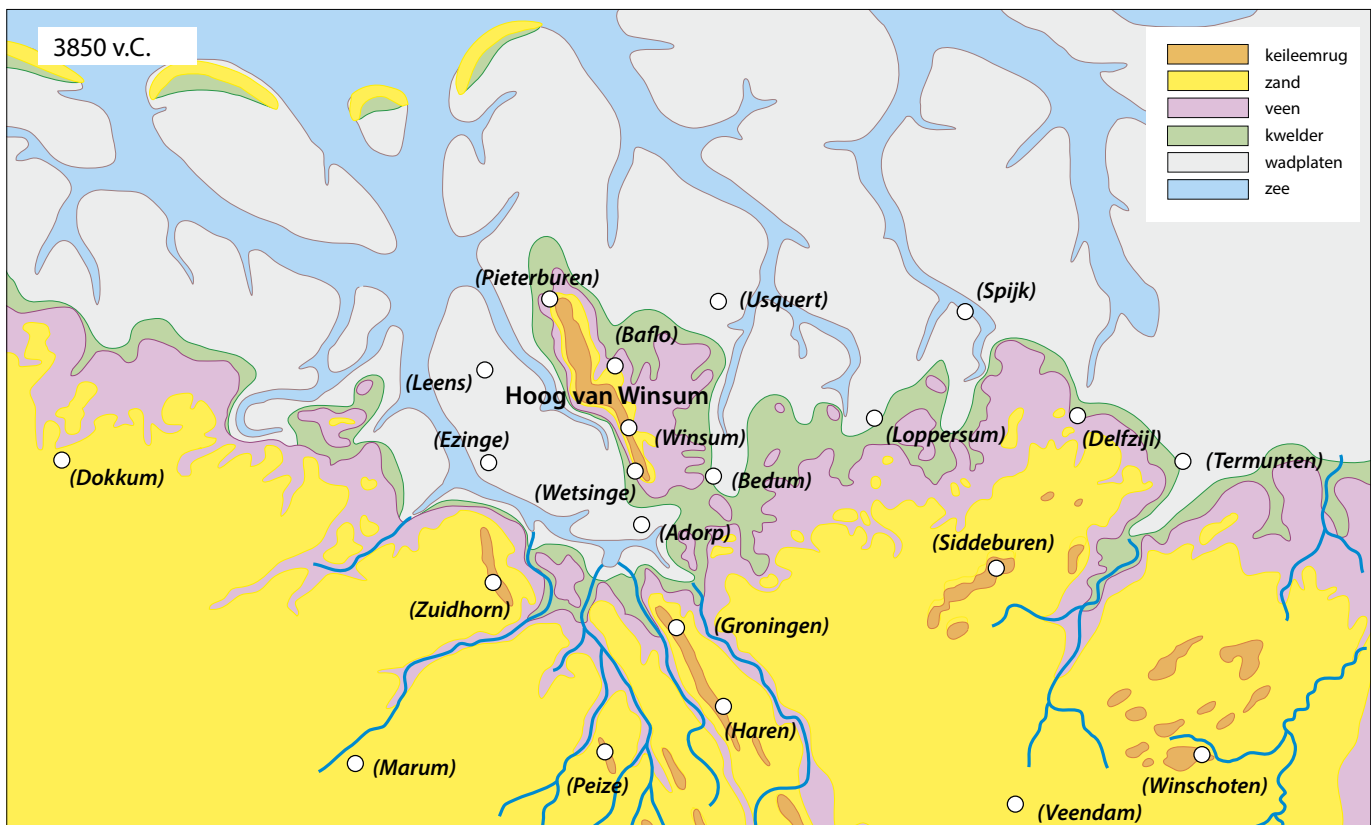 3850 v.C.
keileemrug
zand
veen
kwelder
wadplaten
zee
(Pieterburen)
(Usquert)
(Spijk)
(Baflo)
(Leens)
Hoog van Winsum
(Ezinge)
(Winsum)
(Loppersum)
(Delfzijl)
(Dokkum)
(Termunten)
(Wetsinge)
(Bedum)
(Adorp)
(Siddeburen)
(Zuidhorn)
(Groningen)
(Haren)
(Marum)
(Peize)
(Winschoten)
(Veendam)